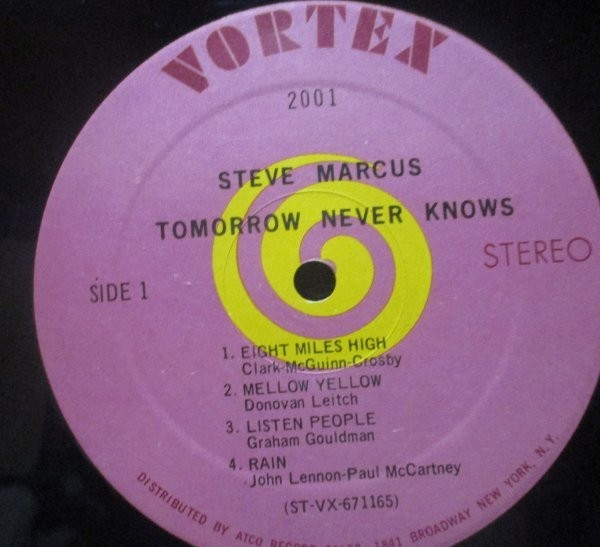 VORTEX
2001
STEVE MARCUS
TOMORROW NEVER KNOWS
STEREO
SIDE 1
1. EIGHT MILES HIGH
Clark-McGuinn-Crosby
2. MELLOW YELLOW
Donovan Leitch
3. LISTEN PEOPLE
Graham Gouldman
4. RAIN
John Lennon-Paul McCartney
(ST-VX-671165)
DISTRIBUTED BY ATCO RECORD SALES, 1841 BROADWAY NEW YORK, N.Y.